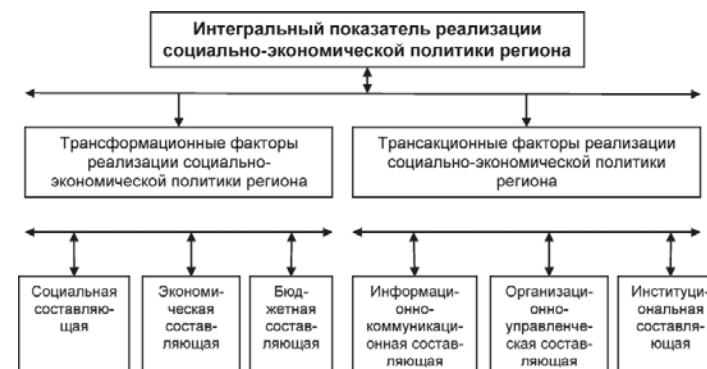 Интегральный показатель реализации
социально-экономической политики региона
Трансформационные факторы
реализации социально-
экономической политики региона
Трансакционные факторы реализации
социально-экономической политики
региона
Социальная
составляю-
щая
Экономи-
ческая
состав-
ляющая
Бюд-
жетная
состав-
ляющая
Информаци-
онно-
коммуникаци-
онная состав-
ляющая
Организаци-
онно-
управленче-
ская состав-
ляющая
Институци-
ональная
составля-
ющая